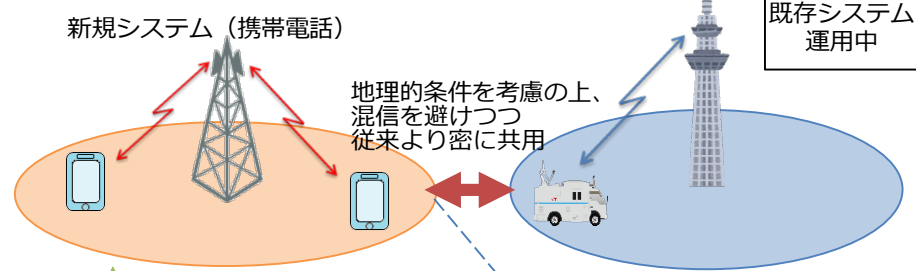 新規システム（携帯電話）
地理的条件を考慮の上、
混信を避けつつ
従来より密に共用
既存システム
運用中